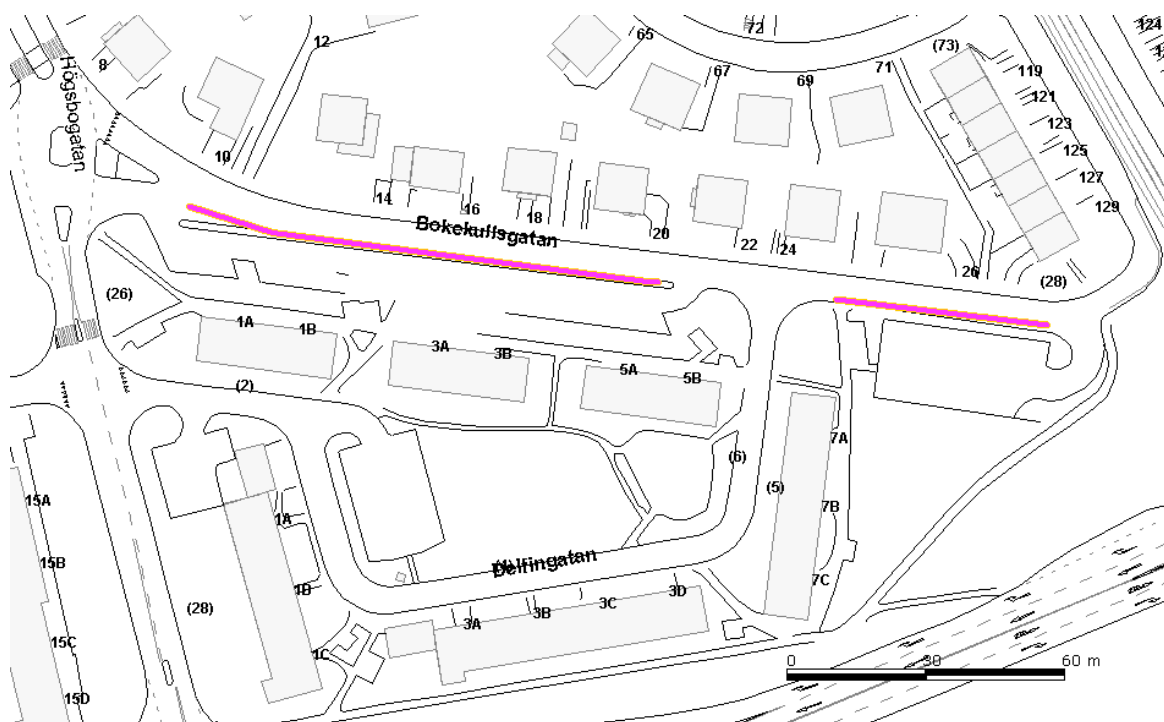 12
65
72
(73)
124
8
67
69
71
119
121
123
125
127
129
Högsbogatan
10
14
16
18
20
22
24
26
(28)
Bokekullsgatan
(26)
1A
1B
3A
3B
5A
5B
(2)
7A
(6)
(5)
7B
7C
15A
15B
15C
15D
1A
1B
1C
(28)
Delfingatan
3A
3B
3C
3D
0
30
60 m